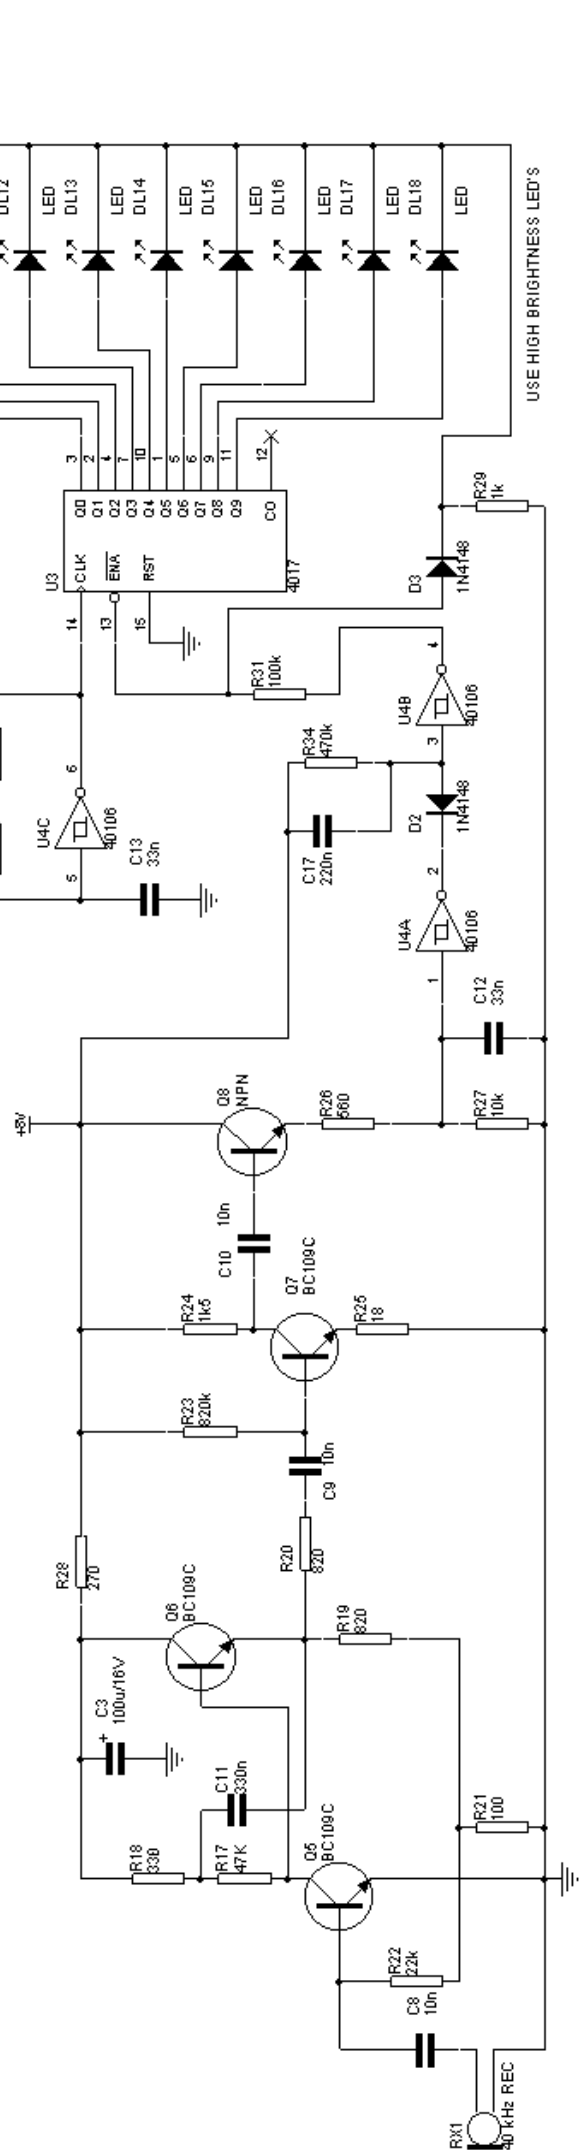 DL12
LED
DL13
LED
DL14
LED
DL15
LED
DL16
LED
DL17
LED
DL18
LED
USE HIGH BRIGHTNESS LED'S
3
2
4
7
10
1
5
6
9
11
12
Q0
Q1
Q2
Q3
Q4
Q5
Q6
Q7
Q8
Q9
CO
U3
CLK
ENA
RST
4017
14
13
15
R29
1k
D3
1N4148
R31
100k
4
U4B
40106
3
R34
470k
C17
220n
D2
1N4148
2
U4A
40106
1
6
U4C
40106
5
C13
33n
C12
33n
+9V
Q8
NPN
R26
560
R27
10k
10n
C10
R24
1k5
Q7
BC109C
R25
18
R23
820k
10n
C9
R28
270
R20
820
Q6
BC109C
R19
820
C3
100u/16V
+
C11
330n
R18
330
R17
47K
Q5
BC109C
R21
100
R22
22k
C8
10n
RX1
40 kHz REC